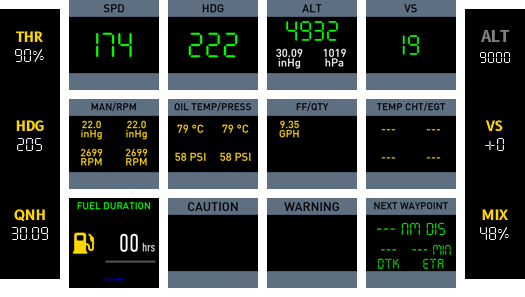 THR
90%
HDG
205
QNH
30.09
SPD
174
HDG
222
ALT
4932
30.09 1019
inHg hPa
VS
19
MAN/RPM
22.0 22.0
inHg inHg
2699 2699
RPM RPM
OIL TEMP/PRESS
79 °C 79 °C
58 PSI 58 PSI
FF/QTY
9.35
GPH
TEMP CHT/EGT
--- ---
--- ---
FUEL DURATION
00 hrs
CAUTION
WARNING
NEXT WAYPOINT
--- NM DIS
--- --- MIN
DTK ETA
ALT
9000
VS
+0
MIX
48%